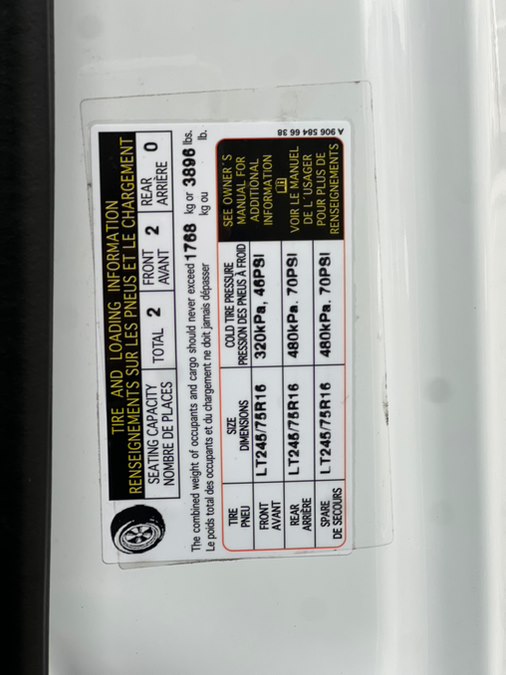 TIRE AND LOADING INFORMATION
RENSEIGNEMENTS SUR LES PNEUS ET LE CHARGEMENT
SEATING CAPACITY
NOMBRE DE PLACES
TOTAL 2
FRONT
AVANT 2
REAR
ARRIÈRE 0
The combined weight of occupants and cargo should never exceed 1768 kg or 3896 lbs.
Le poids total des occupants et du chargement ne doit jamais dépasser kg ou lb.
TIRE
PNEU
SIZE
DIMENSIONS
COLD TIRE PRESSURE
PRESSION DES PNEUS À FROID
FRONT
AVANT
LT245/75R16
320kPa, 46PSI
REAR
ARRIÈRE
LT245/75R16
480kPa. 70PSI
SPARE
DE SECOURS
LT245/75R16
480kPa. 70PSI
SEE OWNER'S
MANUAL FOR
ADDITIONAL
INFORMATION
VOIR LE MANUEL
DE L'USAGER
POUR PLUS DE
RENSEIGNEMENTS
A 906 584 66 38